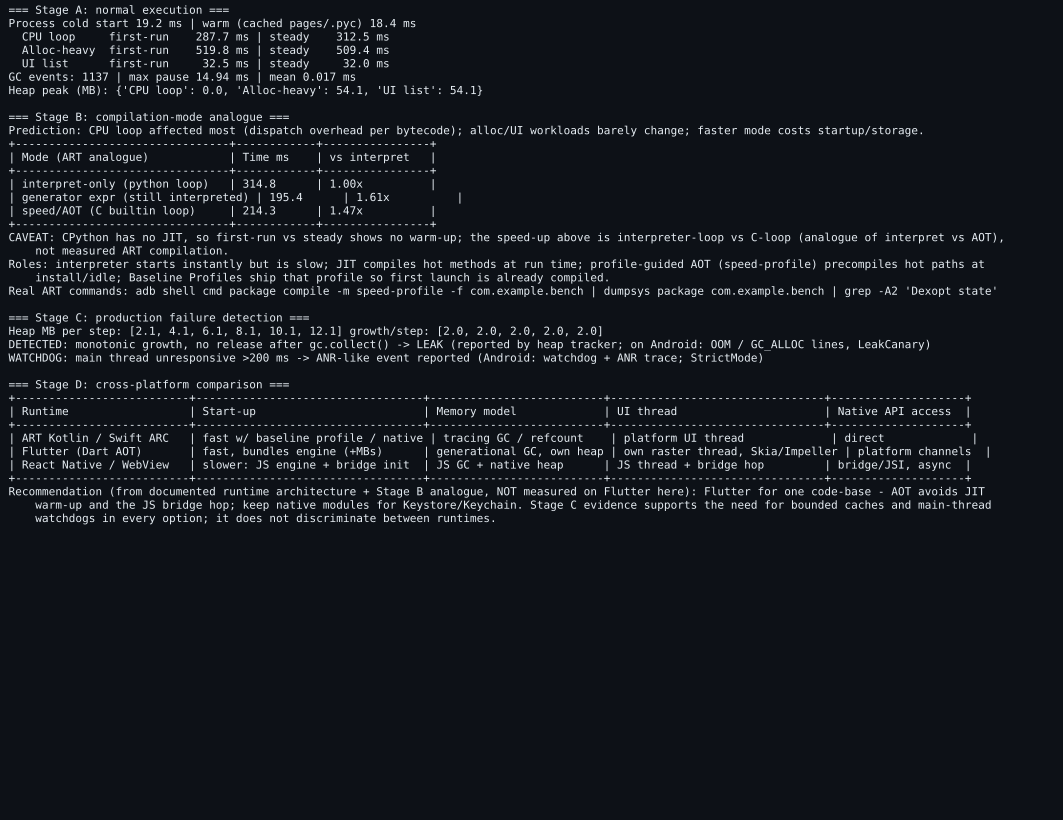 === Stage A: normal execution ===
Process cold start 19.2 ms | warm (cached pages/.pyc) 18.4 ms
  CPU loop     first-run    287.7 ms | steady    312.5 ms
  Alloc-heavy  first-run    519.8 ms | steady    509.4 ms
  UI list      first-run     32.5 ms | steady     32.0 ms
GC events: 1137 | max pause 14.94 ms | mean 0.017 ms
Heap peak (MB): {'CPU loop': 0.0, 'Alloc-heavy': 54.1, 'UI list': 54.1}

=== Stage B: compilation-mode analogue ===
Prediction: CPU loop affected most (dispatch overhead per bytecode); alloc/UI workloads barely change; faster mode costs startup/storage.
+--------------------------------+------------+----------------+
| Mode (ART analogue)            | Time ms    | vs interpret   |
+--------------------------------+------------+----------------+
| interpret-only (python loop)   | 314.8      | 1.00x          |
| generator expr (still interpreted) | 195.4      | 1.61x          |
| speed/AOT (C builtin loop)     | 214.3      | 1.47x          |
+--------------------------------+------------+----------------+
CAVEAT: CPython has no JIT, so first-run vs steady shows no warm-up; the speed-up above is interpreter-loop vs C-loop (analogue of interpret vs AOT),
    not measured ART compilation.
Roles: interpreter starts instantly but is slow; JIT compiles hot methods at run time; profile-guided AOT (speed-profile) precompiles hot paths at
    install/idle; Baseline Profiles ship that profile so first launch is already compiled.
Real ART commands: adb shell cmd package compile -m speed-profile -f com.example.bench | dumpsys package com.example.bench | grep -A2 'Dexopt state'

=== Stage C: production failure detection ===
Heap MB per step: [2.1, 4.1, 6.1, 8.1, 10.1, 12.1] growth/step: [2.0, 2.0, 2.0, 2.0, 2.0]
DETECTED: monotonic growth, no release after gc.collect() -> LEAK (reported by heap tracker; on Android: OOM / GC_ALLOC lines, LeakCanary)
WATCHDOG: main thread unresponsive >200 ms -> ANR-like event reported (Android: watchdog + ANR trace; StrictMode)

=== Stage D: cross-platform comparison ===
+--------------------------+----------------------------------+--------------------------+--------------------------------+--------------------+
| Runtime                  | Start-up                         | Memory model             | UI thread                      | Native API access  |
+--------------------------+----------------------------------+--------------------------+--------------------------------+--------------------+
| ART Kotlin / Swift ARC   | fast w/ baseline profile / native | tracing GC / refcount    | platform UI thread             | direct             |
| Flutter (Dart AOT)       | fast, bundles engine (+MBs)      | generational GC, own heap | own raster thread, Skia/Impeller | platform channels  |
| React Native / WebView   | slower: JS engine + bridge init  | JS GC + native heap      | JS thread + bridge hop         | bridge/JSI, async  |
+--------------------------+----------------------------------+--------------------------+--------------------------------+--------------------+
Recommendation (from documented runtime architecture + Stage B analogue, NOT measured on Flutter here): Flutter for one code-base - AOT avoids JIT
    warm-up and the JS bridge hop; keep native modules for Keystore/Keychain. Stage C evidence supports the need for bounded caches and main-thread
    watchdogs in every option; it does not discriminate between runtimes.